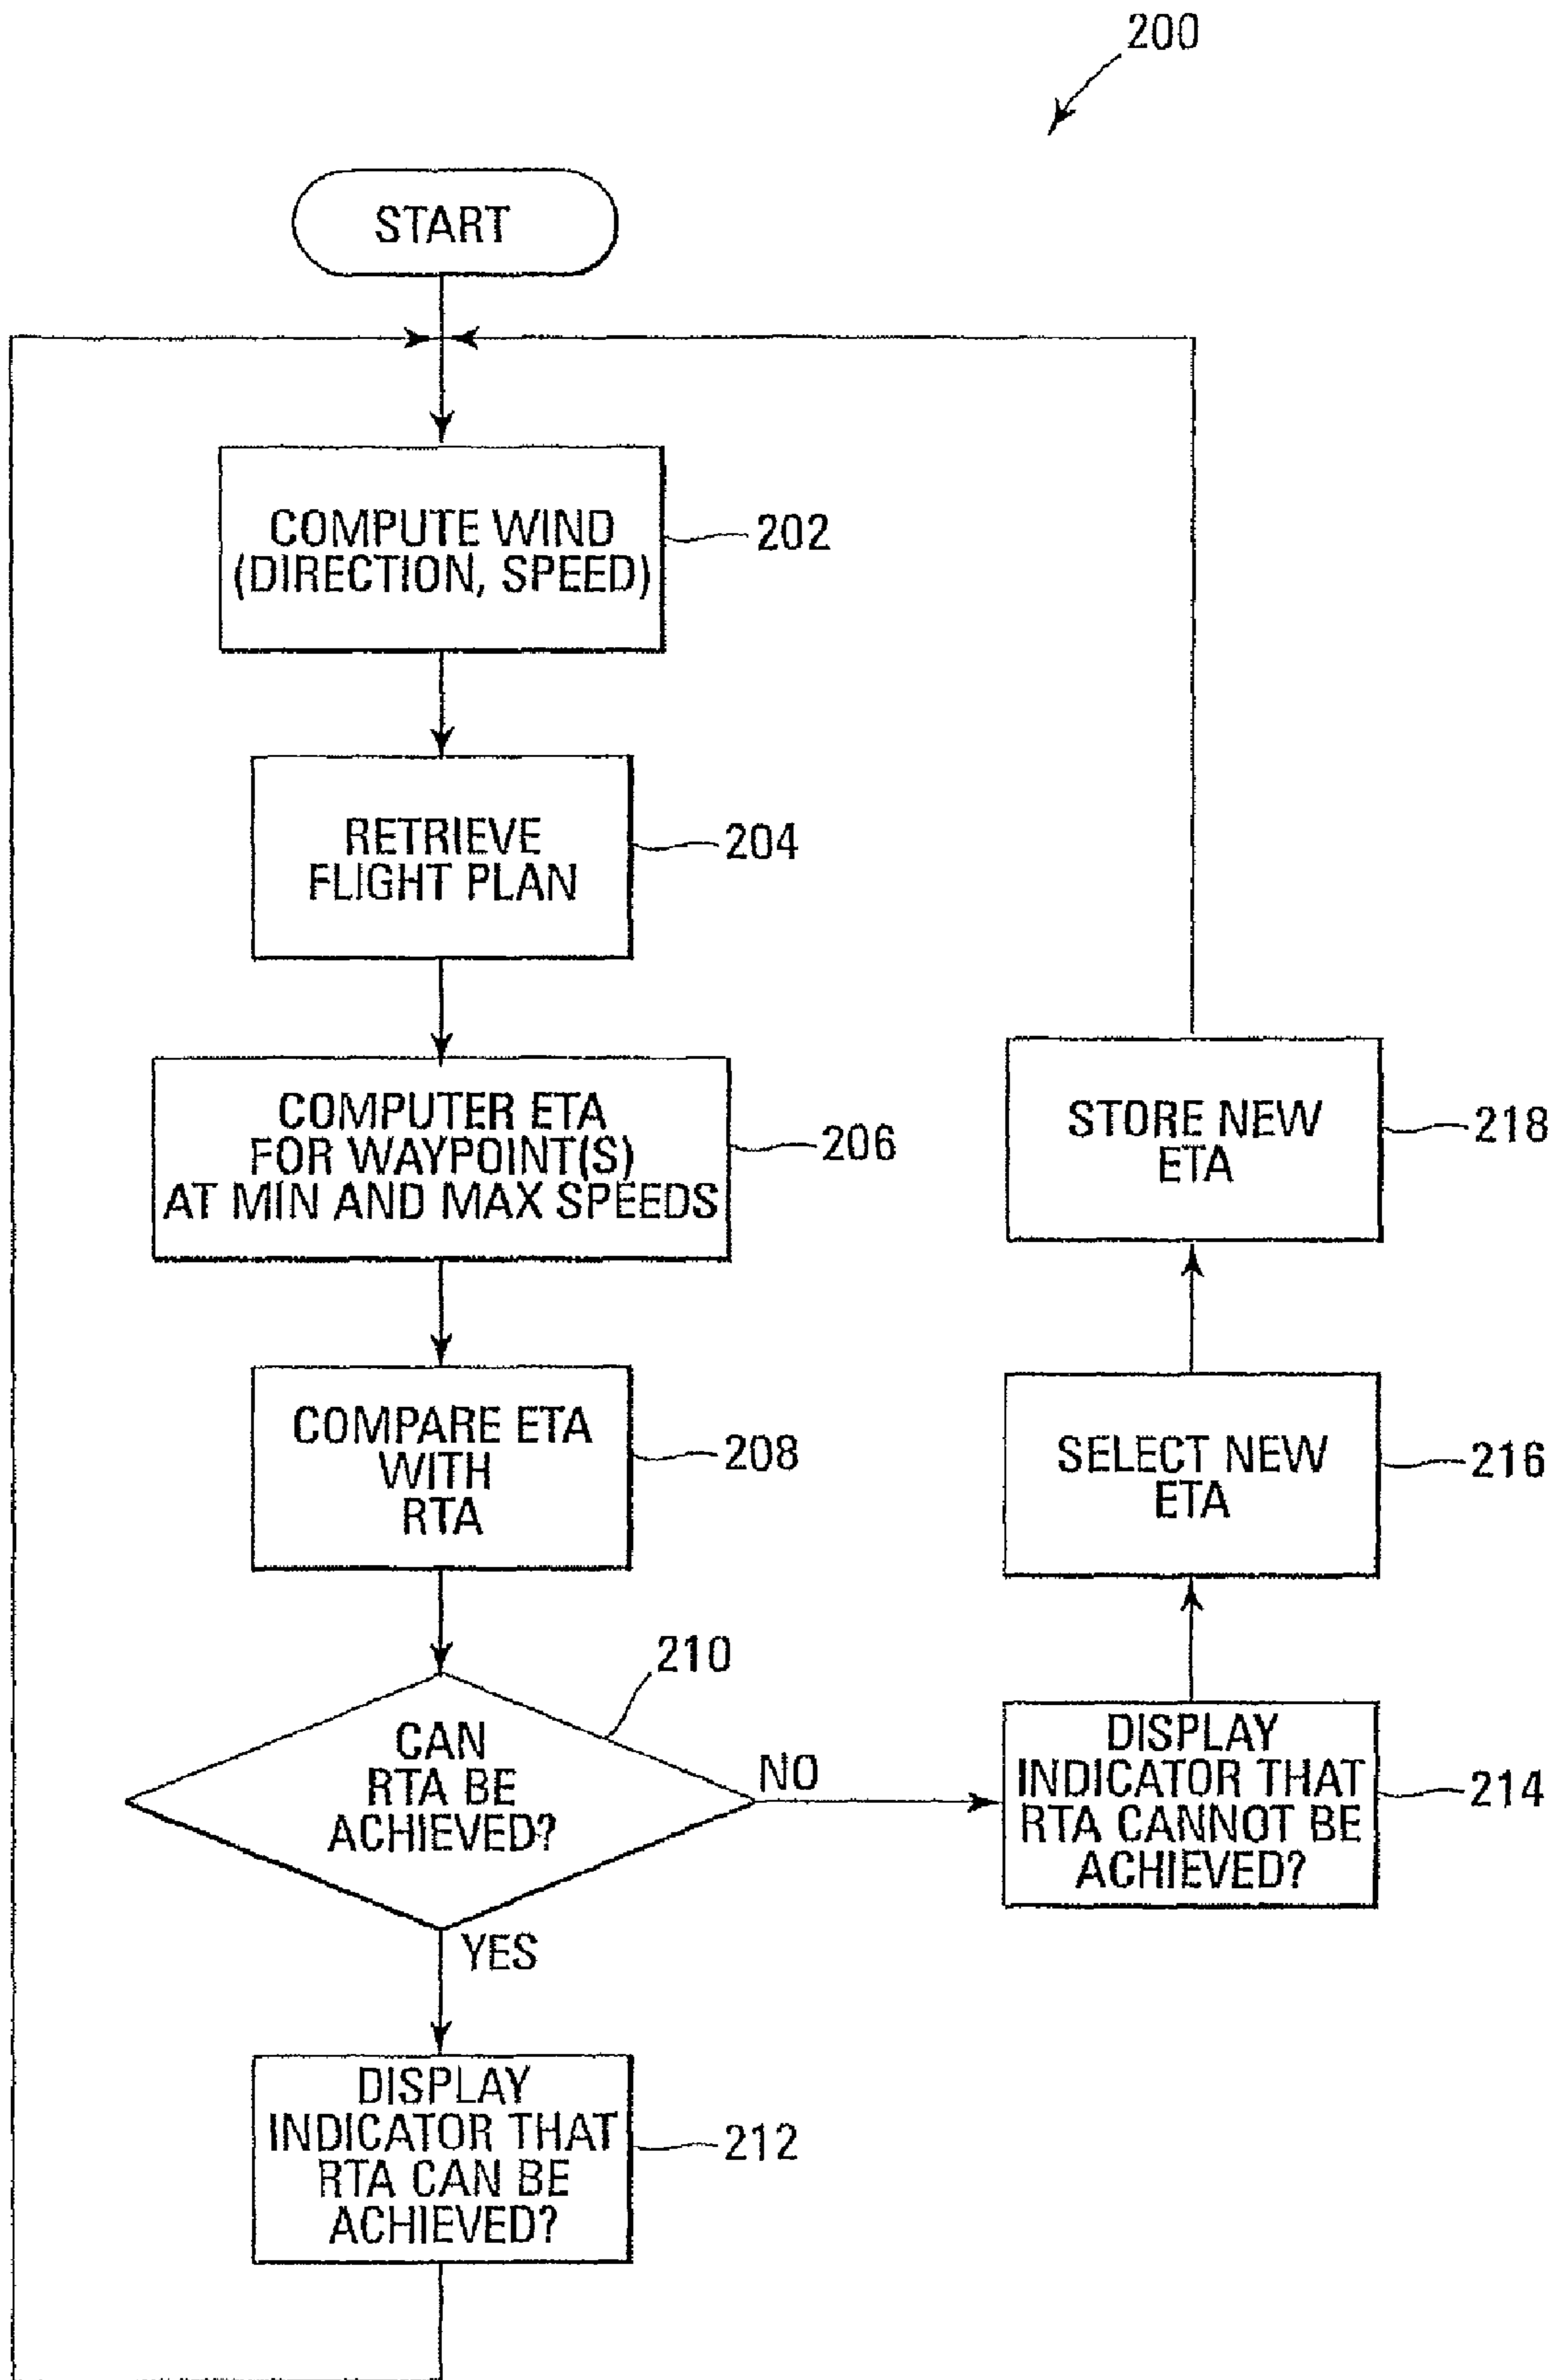 200
START
COMPUTE WIND
(DIRECTION, SPEED)
202
RETRIEVE
FLIGHT PLAN
204
COMPUTER ETA
FOR WAYPOINT(S)
AT MIN AND MAX SPEEDS
206
COMPARE ETA
WITH
RTA
208
CAN
RTA BE
ACHIEVED?
210
NO
YES
DISPLAY
INDICATOR THAT
RTA CAN BE
ACHIEVED?
212
DISPLAY
INDICATOR THAT
RTA CANNOT BE
ACHIEVED?
214
SELECT NEW
ETA
216
STORE NEW
ETA
218